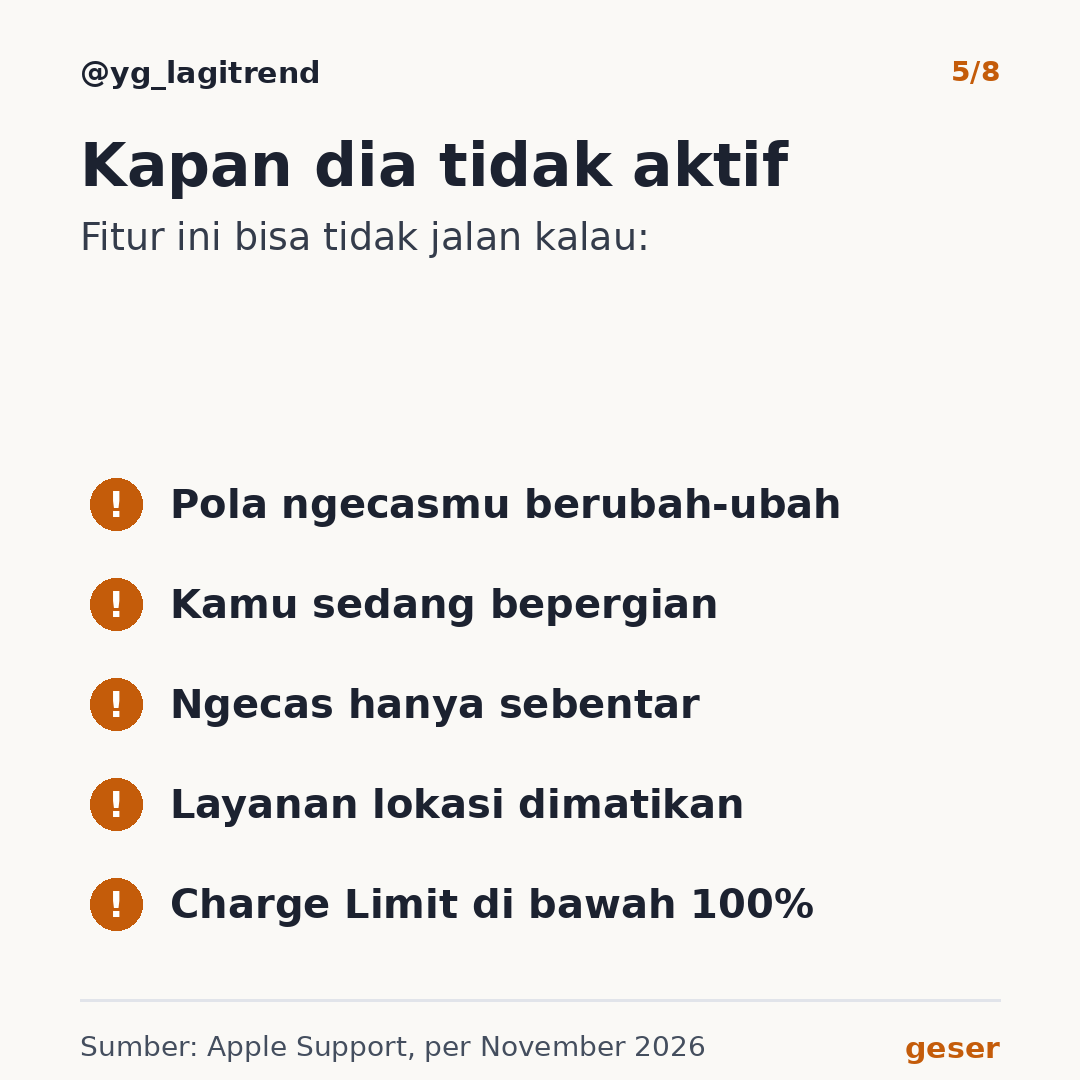 @yg_lagitrend
5/8
Kapan dia tidak aktif
Fitur ini bisa tidak jalan kalau:
! Pola ngecasmu berubah-ubah
! Kamu sedang bepergian
! Ngecas hanya sebentar
! Layanan lokasi dimatikan
! Charge Limit di bawah 100%
Sumber: Apple Support, per November 2026
geser